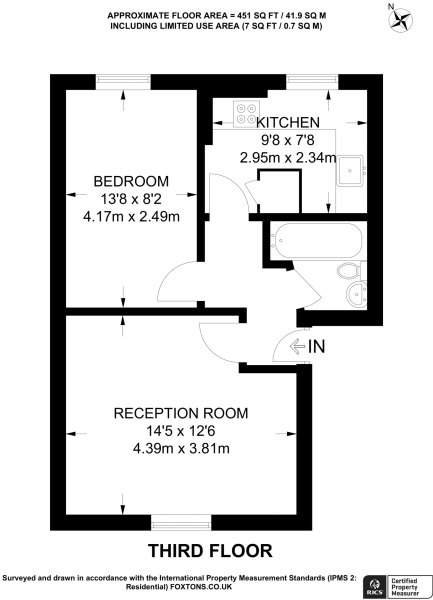 APPROXIMATE FLOOR AREA = 451 SQ FT / 41.9 SQ M
INCLUDING LIMITED USE AREA (7 SQ FT / 0.7 SQ M)
N
KITCHEN
9'8 x 7'8
2.95m x 2.34m
BEDROOM
13'8 x 8'2
4.17m x 2.49m
IN
RECEPTION ROOM
14'5 x 12'6
4.39m x 3.81m
THIRD FLOOR
Surveyed and drawn in accordance with the International Property Measurement Standards (IPMS 2:
Residential) FOXTONS.CO.UK
RICS
Certified
Property
Measurer